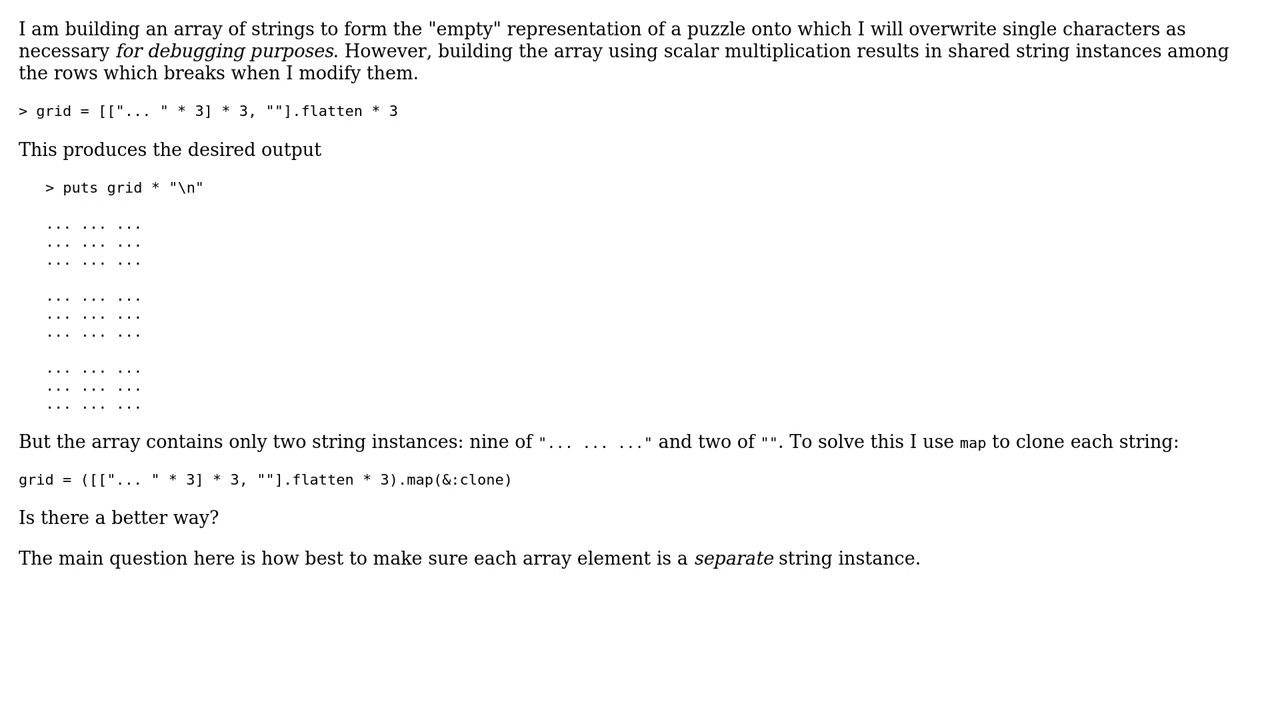 I am building an array of strings to form the "empty" representation of a puzzle onto which I will overwrite single characters as
necessary for debugging purposes. However, building the array using scalar multiplication results in shared string instances among
the rows which breaks when I modify them.
> grid = [["... " * 3] * 3, ""].flatten * 3
This produces the desired output
> puts grid * "\n"
... ... ...
... ... ...
... ... ...
... ... ...
... ... ...
... ... ...
... ... ...
... ... ...
... ... ...
But the array contains only two string instances: nine of "... ... ..." and two of "". To solve this I use map to clone each string:
grid = ([["... " * 3] * 3, ""].flatten * 3).map(&:clone)
Is there a better way?
The main question here is how best to make sure each array element is a separate string instance.